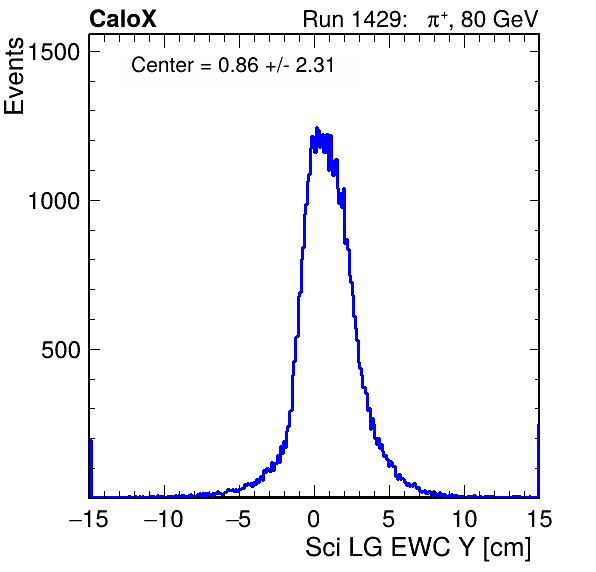 CaloX Run 1429: π⁺, 80 GeV
Center = 0.86 +/- 2.31
Events
1500
1000
500
−15 −10 −5 0 5 10 15
Sci LG EWC Y [cm]